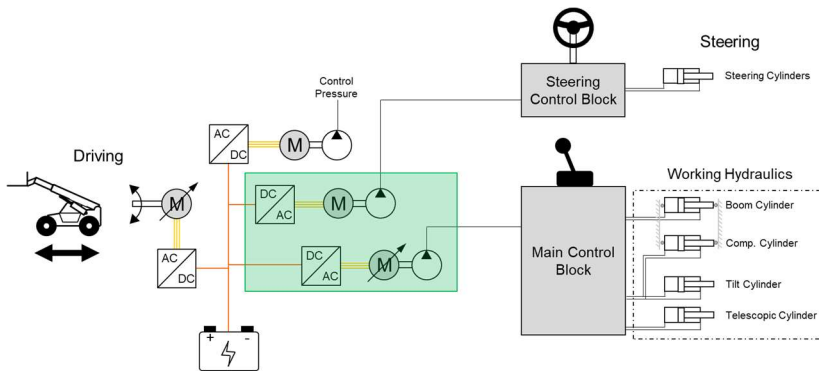 Steering
Steering
Control Block
Steering Cylinders
Control
Pressure
AC
DC
M
Driving
M
DC
AC
M
Working Hydraulics
Boom Cylinder
Main Control
Block
Comp. Cylinder
AC
DC
DC
AC
M
Tilt Cylinder
Telescopic Cylinder
+ -